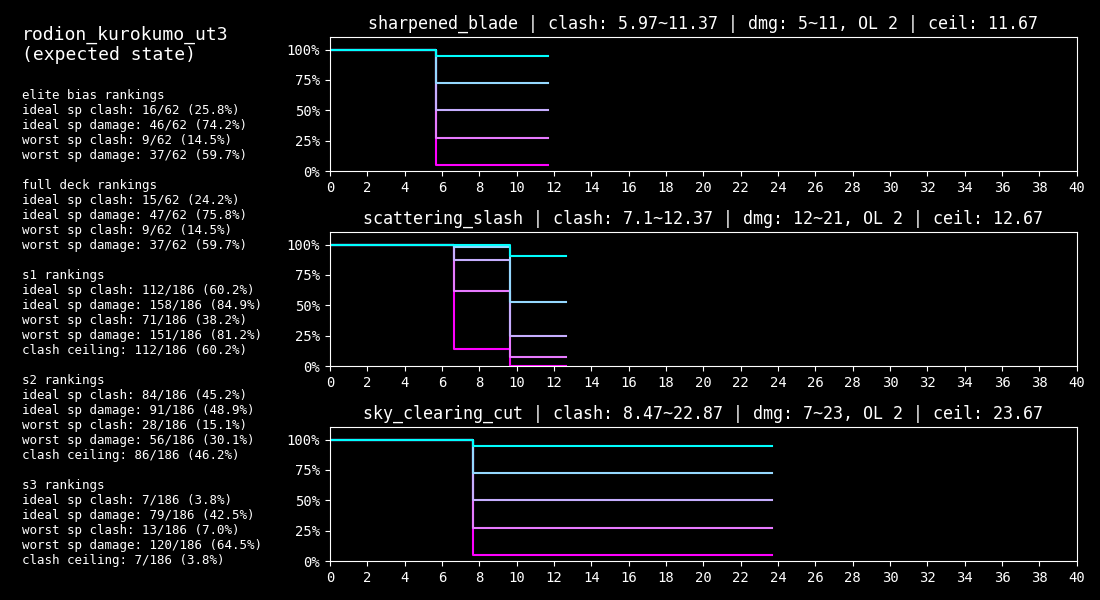 rodion_kurokumo_ut3
(expected state)
elite bias rankings
ideal sp clash: 16/62 (25.8%)
ideal sp damage: 46/62 (74.2%)
worst sp clash: 9/62 (14.5%)
worst sp damage: 37/62 (59.7%)
full deck rankings
ideal sp clash: 15/62 (24.2%)
ideal sp damage: 47/62 (75.8%)
worst sp clash: 9/62 (14.5%)
worst sp damage: 37/62 (59.7%)
s1 rankings
ideal sp clash: 112/186 (60.2%)
ideal sp damage: 158/186 (84.9%)
worst sp clash: 71/186 (38.2%)
worst sp damage: 151/186 (81.2%)
clash ceiling: 112/186 (60.2%)
s2 rankings
ideal sp clash: 84/186 (45.2%)
ideal sp damage: 91/186 (48.9%)
worst sp clash: 28/186 (15.1%)
worst sp damage: 56/186 (30.1%)
clash ceiling: 86/186 (46.2%)
s3 rankings
ideal sp clash: 7/186 (3.8%)
ideal sp damage: 79/186 (42.5%)
worst sp clash: 13/186 (7.0%)
worst sp damage: 120/186 (64.5%)
clash ceiling: 7/186 (3.8%)
sharpened_blade | clash: 5.97~11.37 | dmg: 5~11, OL 2 | ceil: 11.67
100%
75%
50%
25%
0%
0 2 4 6 8 10 12 14 16 18 20 22 24 26 28 30 32 34 36 38 40
scattering_slash | clash: 7.1~12.37 | dmg: 12~21, OL 2 | ceil: 12.67
100%
75%
50%
25%
0%
0 2 4 6 8 10 12 14 16 18 20 22 24 26 28 30 32 34 36 38 40
sky_clearing_cut | clash: 8.47~22.87 | dmg: 7~23, OL 2 | ceil: 23.67
100%
75%
50%
25%
0%
0 2 4 6 8 10 12 14 16 18 20 22 24 26 28 30 32 34 36 38 40